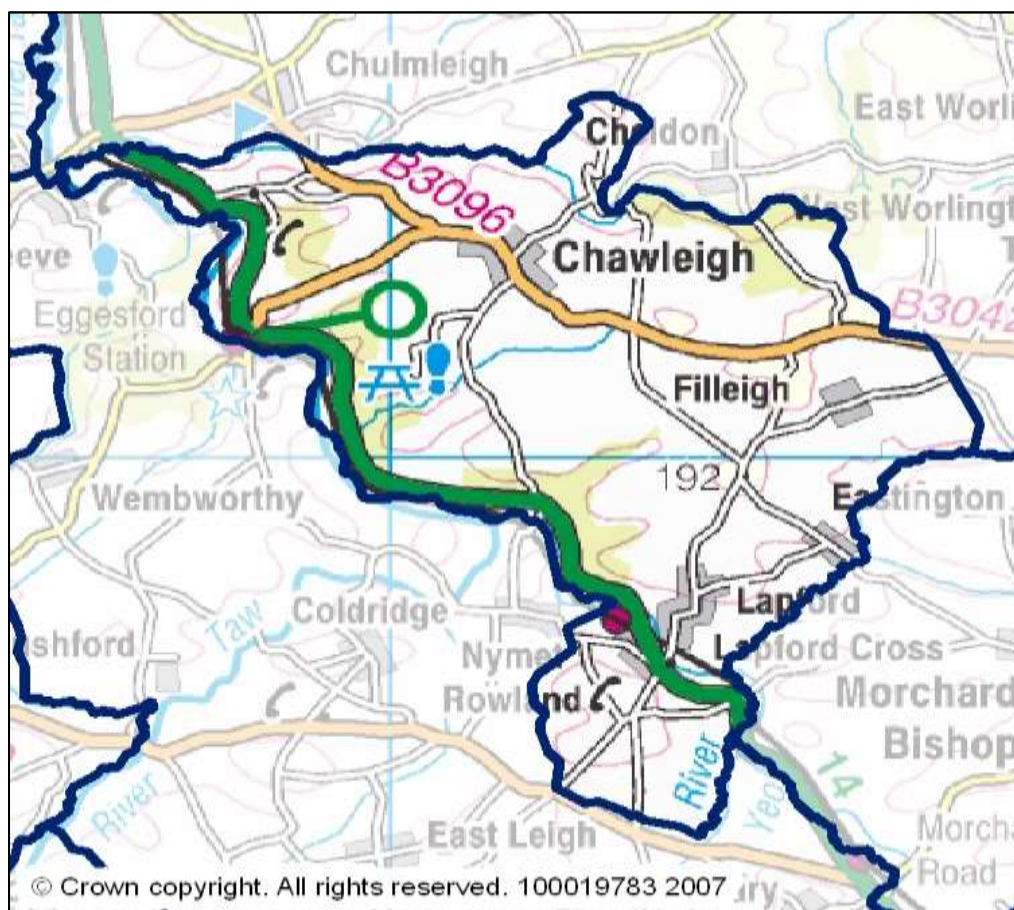 Chulmleigh
East Worli
Cheldon
B3096
West Worlingt
Chawleigh
eeve
Eggesford
Station
B3042
Filleigh
192
Wembworthy
Eastington
Coldridge
Lapford
Taw
ashford
Nymet
Rowland
Lapford Cross
Morchard
Bishop
River
River
Yeo
14
East Leigh
Morcha
Road
© Crown copyright. All rights reserved. 100019783 2007